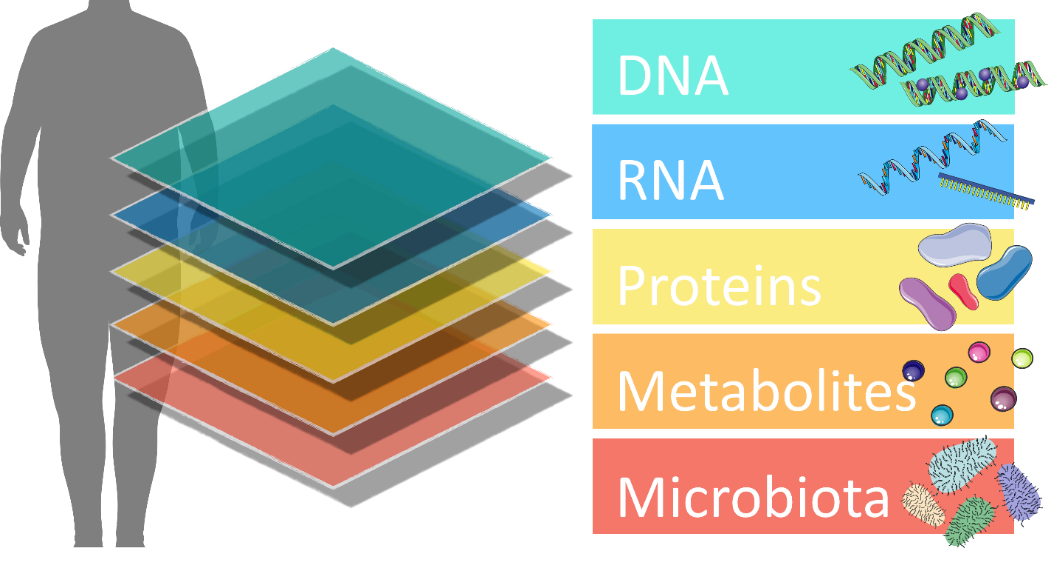 DNA
RNA
Proteins
Metabolites
Microbiota